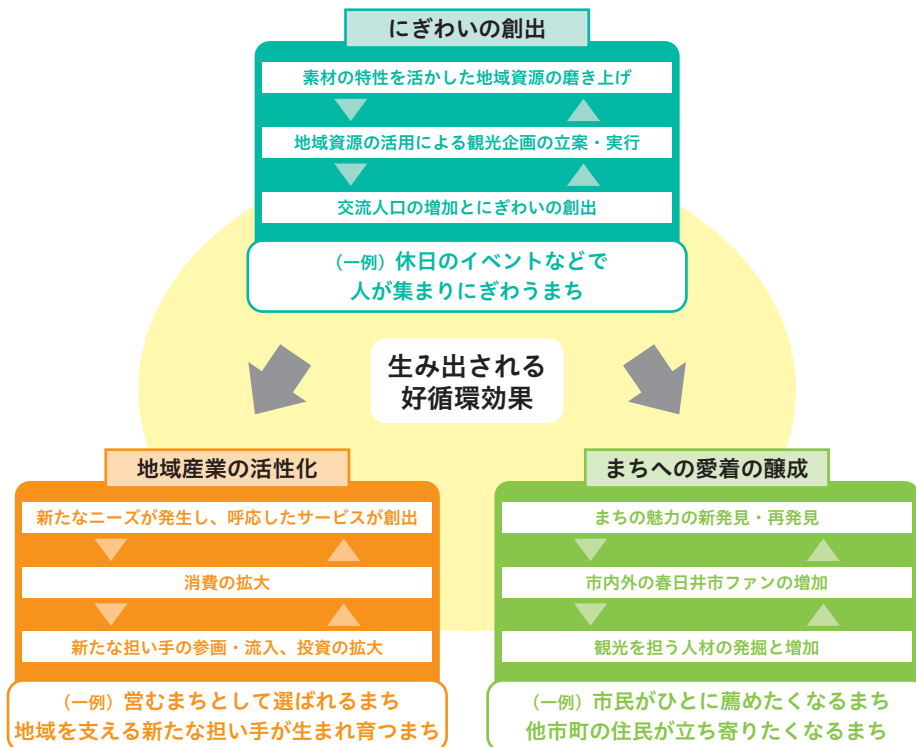 にぎわいの創出
素材の特性を活かした地域資源の磨き上げ
地域資源の活用による観光企画の立案・実行
交流人口の増加とにぎわいの創出
（一例）休日のイベントなどで
人が集まりにぎわうまち
生み出される
好循環効果
地域産業の活性化
新たなニーズが発生し、呼応したサービスが創出
消費の拡大
新たな担い手の参画・流入、投資の拡大
（一例）営むまちとして選ばれるまち
地域を支える新たな担い手が生まれ育つまち
まちへの愛着の醸成
まちの魅力の新発見・再発見
市内外の春日井市ファンの増加
観光を担う人材の発掘と増加
（一例）市民がひとに薦めたくなるまち
他市町の住民が立ち寄りたくなるまち